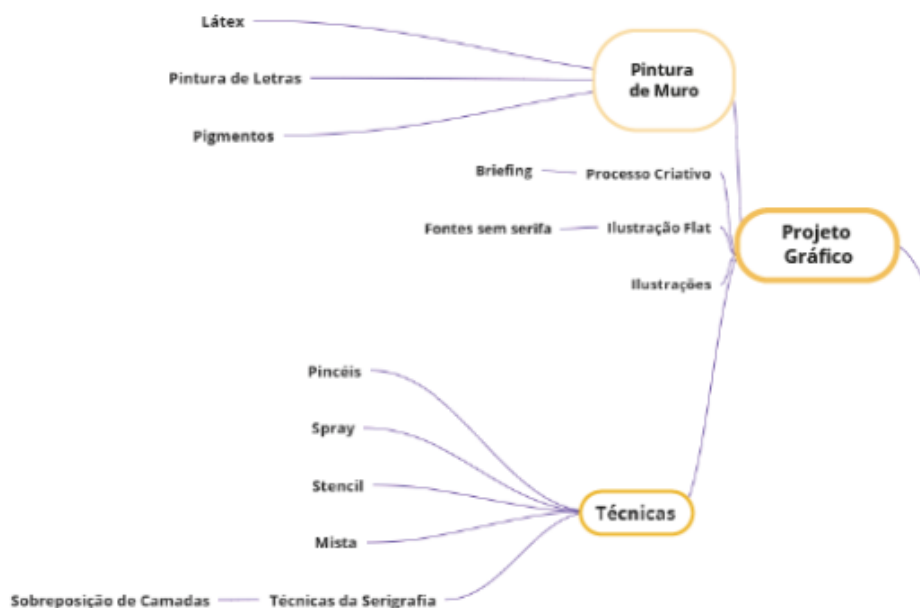 Látex
Pintura de Letras
Pigmentos
Pintura
de Muro
Briefing
Processo Criativo
Fontes sem serifa
Ilustração Flat
Ilustrações
Projeto
Gráfico
Pincéis
Spray
Stencil
Mista
Sobreposição de Camadas
Técnicas da Serigrafia
Técnicas